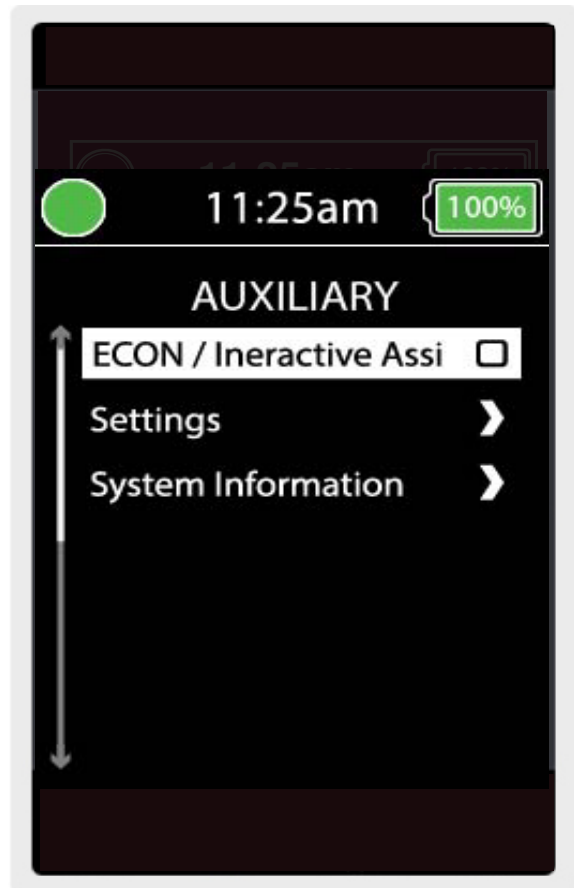 11:25am 100%
AUXILIARY
ECON / Ineractive Assi
Settings
System Information